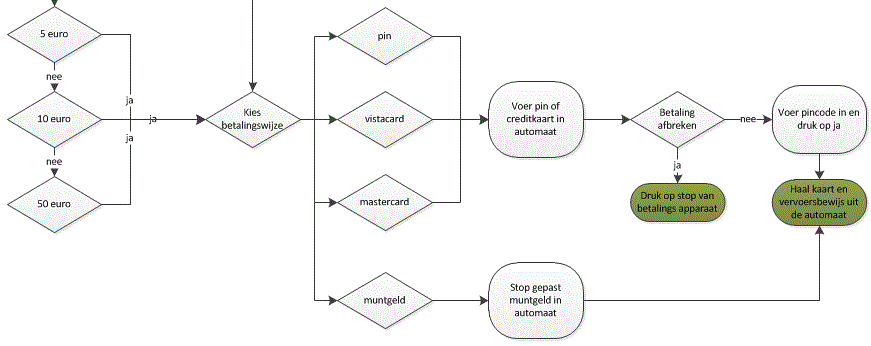 5 euro
nee
ja
10 euro
ja
ja
nee
50 euro
Kies
betalingswijze
pin
vistacard
mastercard
muntgeld
Voer pin of
creditkaart in
automaat
Stop gepast
muntgeld in
automaat
Betaling
afbreken
nee
ja
Druk op stop van
betalings apparaat
Voer pincode in en
druk op ja
Haal kaart en
vervoersbewijs uit
de automaat